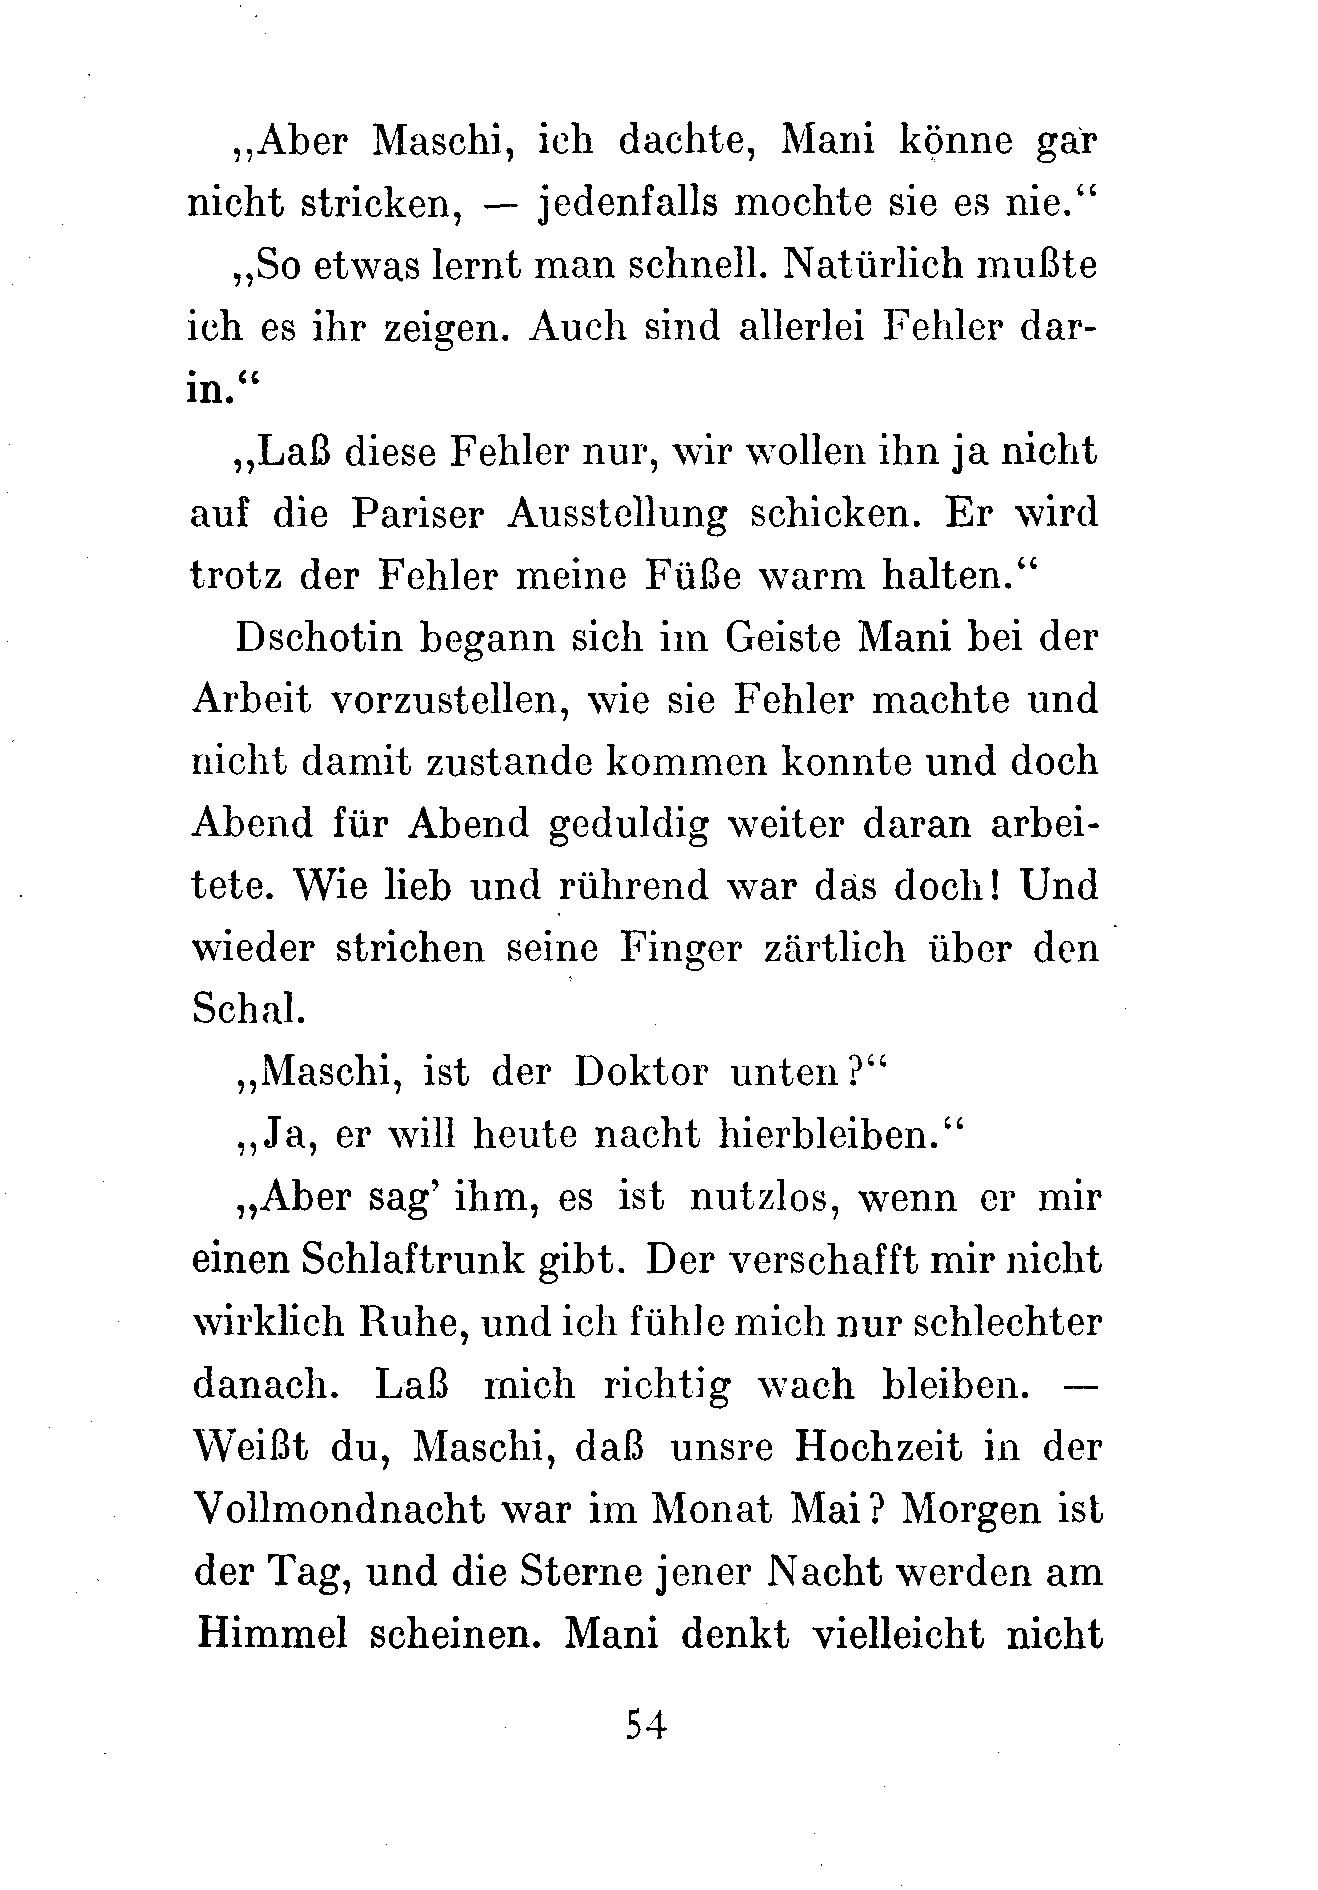 „Aber Maschi, ich dachte, Mani könne gar
nicht stricken, — jedenfalls mochte sie es nie.“
„So etwas lernt man schnell. Natürlich mußte
ich es ihr zeigen. Auch sind allerlei Fehler dar-
in.“
„Laß diese Fehler nur, wir wollen ihn ja nicht
auf die Pariser Ausstellung schicken. Er wird
trotz der Fehler meine Füße warm halten.“
Dschotin begann sich im Geiste Mani bei der
Arbeit vorzustellen, wie sie Fehler machte und
nicht damit zustande kommen konnte und doch
Abend für Abend geduldig weiter daran arbei-
tete. Wie lieb und rührend war das doch! Und
wieder strichen seine Finger zärtlich über den
Schal.
„Maschi, ist der Doktor unten?“
„Ja, er will heute nacht hierbleiben.“
„Aber sag’ ihm, es ist nutzlos, wenn er mir
einen Schlaftrunk gibt. Der verschafft mir nicht
wirklich Ruhe, und ich fühle mich nur schlechter
danach. Laß mich richtig wach bleiben. —
Weißt du, Maschi, daß unsre Hochzeit in der
Vollmondnacht war im Monat Mai? Morgen ist
der Tag, und die Sterne jener Nacht werden am
Himmel scheinen. Mani denkt vielleicht nicht
54